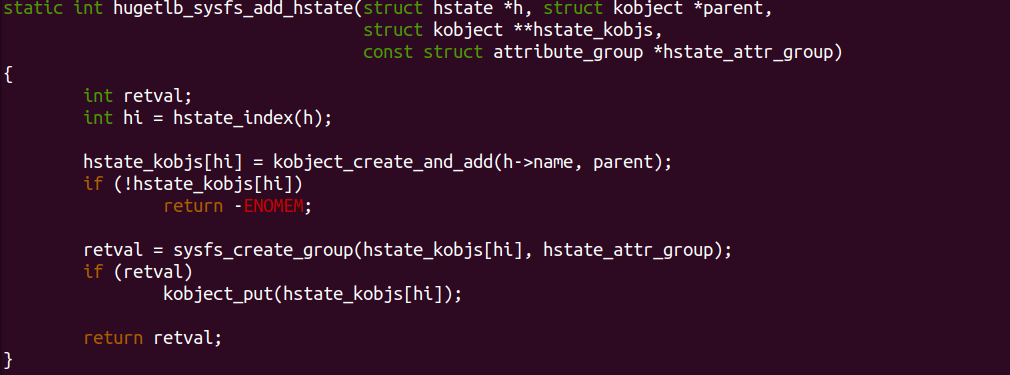 static int hugetlb_sysfs_add_hstate(struct hstate *h, struct kobject *parent,
                                    struct kobject **hstate_kobjs,
                                    const struct attribute_group *hstate_attr_group)
{
        int retval;
        int hi = hstate_index(h);

        hstate_kobjs[hi] = kobject_create_and_add(h->name, parent);
        if (!hstate_kobjs[hi])
                return -ENOMEM;

        retval = sysfs_create_group(hstate_kobjs[hi], hstate_attr_group);
        if (retval)
                kobject_put(hstate_kobjs[hi]);

        return retval;
}